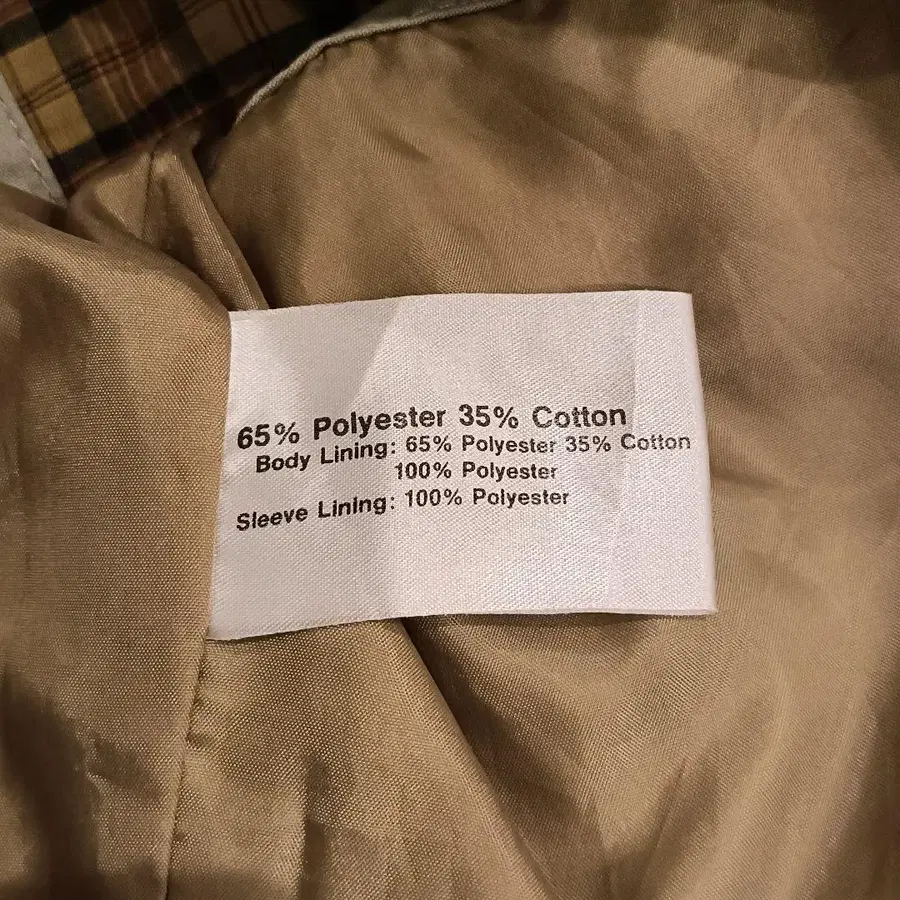 65% Polyester 35% Cotton
Body Lining: 65% Polyester 35% Cotton
100% Polyester
Sleeve Lining: 100% Polyester